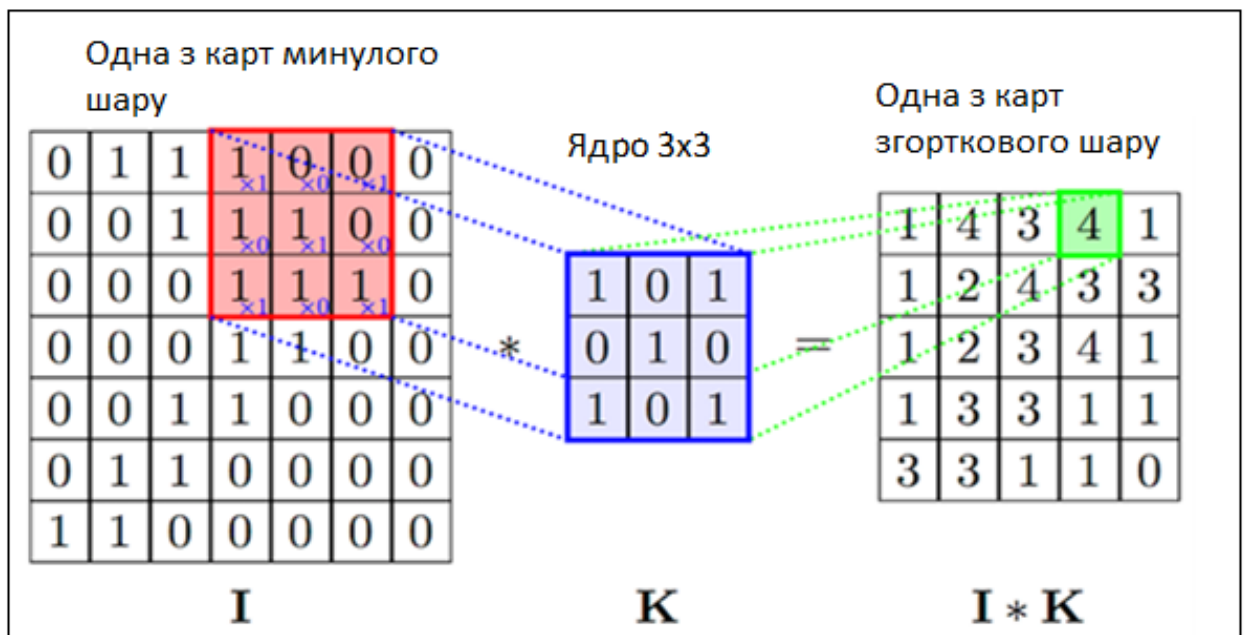 Одна з карт минулого
шару
0 1 1 1 0 0 0
×1 ×0 ×1
0 0 1 1 1 0 0
×0 ×1 ×0
0 0 0 1 1 1 0
×1 ×0 ×1
0 0 0 1 1 0 0
0 0 1 1 0 0 0
0 1 1 0 0 0 0
1 1 0 0 0 0 0
I
*
Ядро 3х3
1 0 1
0 1 0
1 0 1
K
=
Одна з карт
згорткового шару
1 4 3 4 1
1 2 4 3 3
1 2 3 4 1
1 3 3 1 1
3 3 1 1 0
I * K